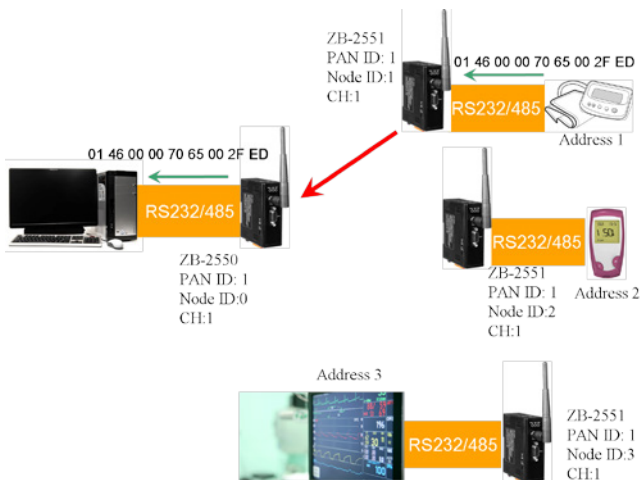 ZB-2551
PAN ID: 1
Node ID:1
CH:1
01 46 00 00 70 65 00 2F ED
RS232/485
Address 1
01 46 00 00 70 65 00 2F ED
RS232/485
ZB-2550
PAN ID: 1
Node ID:0
CH:1
RS232/485
ZB-2551
PAN ID: 1
Node ID:2
CH:1
Address 2
Address 3
RS232/485
ZB-2551
PAN ID: 1
Node ID:3
CH:1